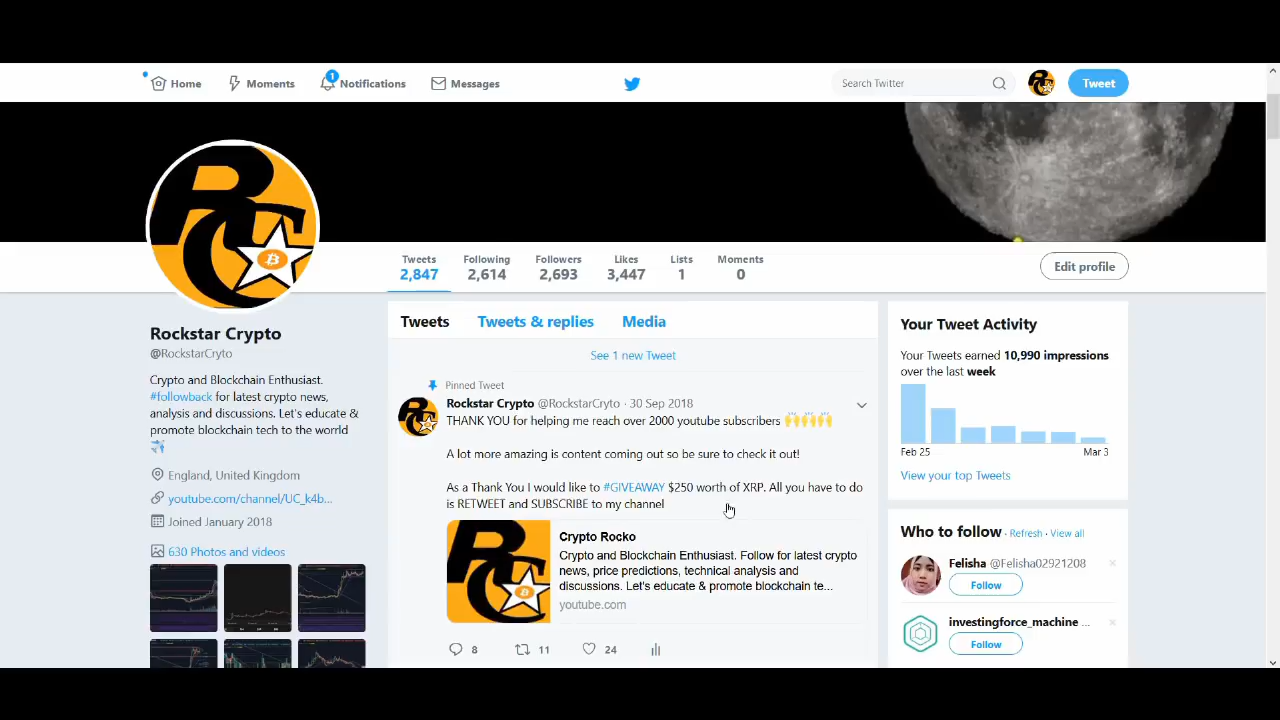 Home
Moments
1
Notifications
Messages
Search Twitter
Tweet
Tweets
2,847
Following
2,614
Followers
2,693
Likes
3,447
Lists
1
Moments
0
Edit profile
Rockstar Crypto
@RockstarCryto
Crypto and Blockchain Enthusiast.
#followback for latest crypto news,
analysis and discussions. Let's educate &
promote blockchain tech to the worrld
England, United Kingdom
youtube.com/channel/UC_k4b...
Joined January 2018
630 Photos and videos
Tweets
Tweets & replies
Media
See 1 new Tweet
Pinned Tweet
Rockstar Crypto @RockstarCryto · 30 Sep 2018
THANK YOU for helping me reach over 2000 youtube subscribers 🙌🙌🙌
A lot more amazing is content coming out so be sure to check it out!
As a Thank You I would like to #GIVEAWAY $250 worth of XRP. All you have to do
is RETWEET and SUBSCRIBE to my channel
Crypto Rocko
Crypto and Blockchain Enthusiast. Follow for latest crypto
news, price predictions, technical analysis and
discussions. Let's educate & promote blockchain te...
youtube.com
8
11
24
Your Tweet Activity
Your Tweets earned 10,990 impressions
over the last week
Feb 25
Mar 3
View your top Tweets
Who to follow · Refresh · View all
Felisha @Felisha02921208
Follow
investingforce_machine ...
Follow